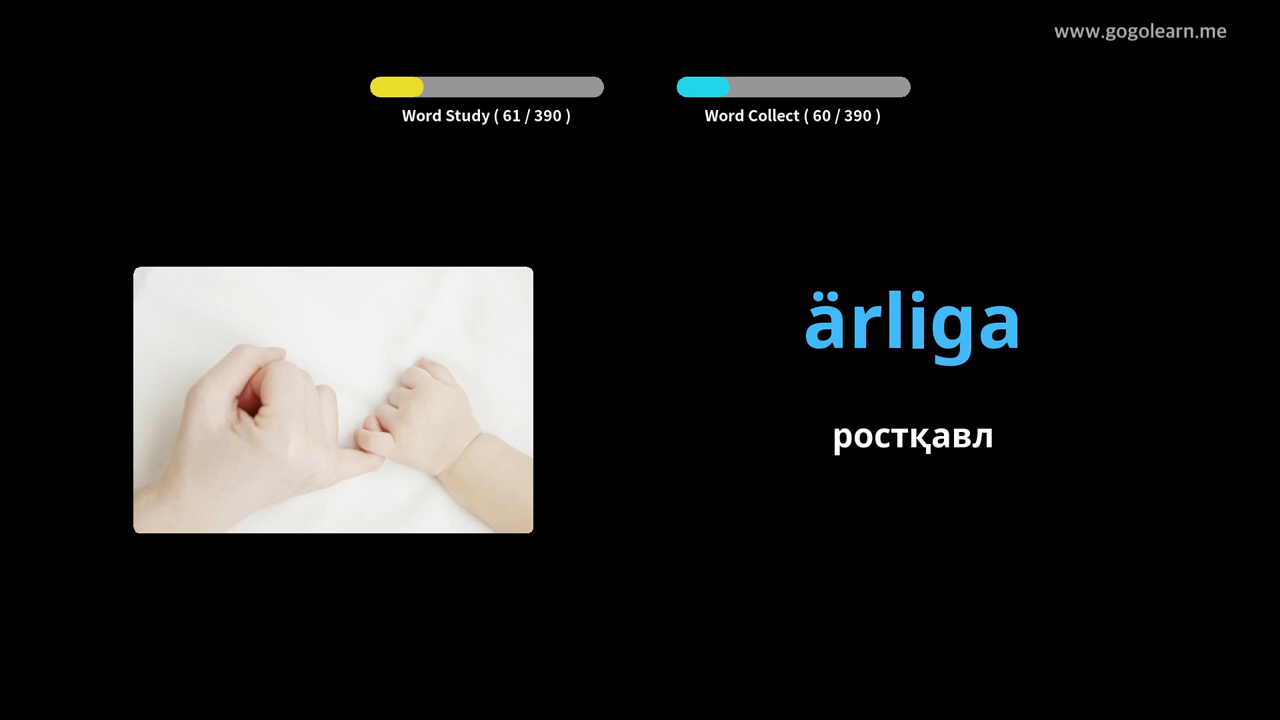 www.gogolearn.me
Word Study ( 61 / 390 )
Word Collect ( 60 / 390 )
ärliga
ростқавл